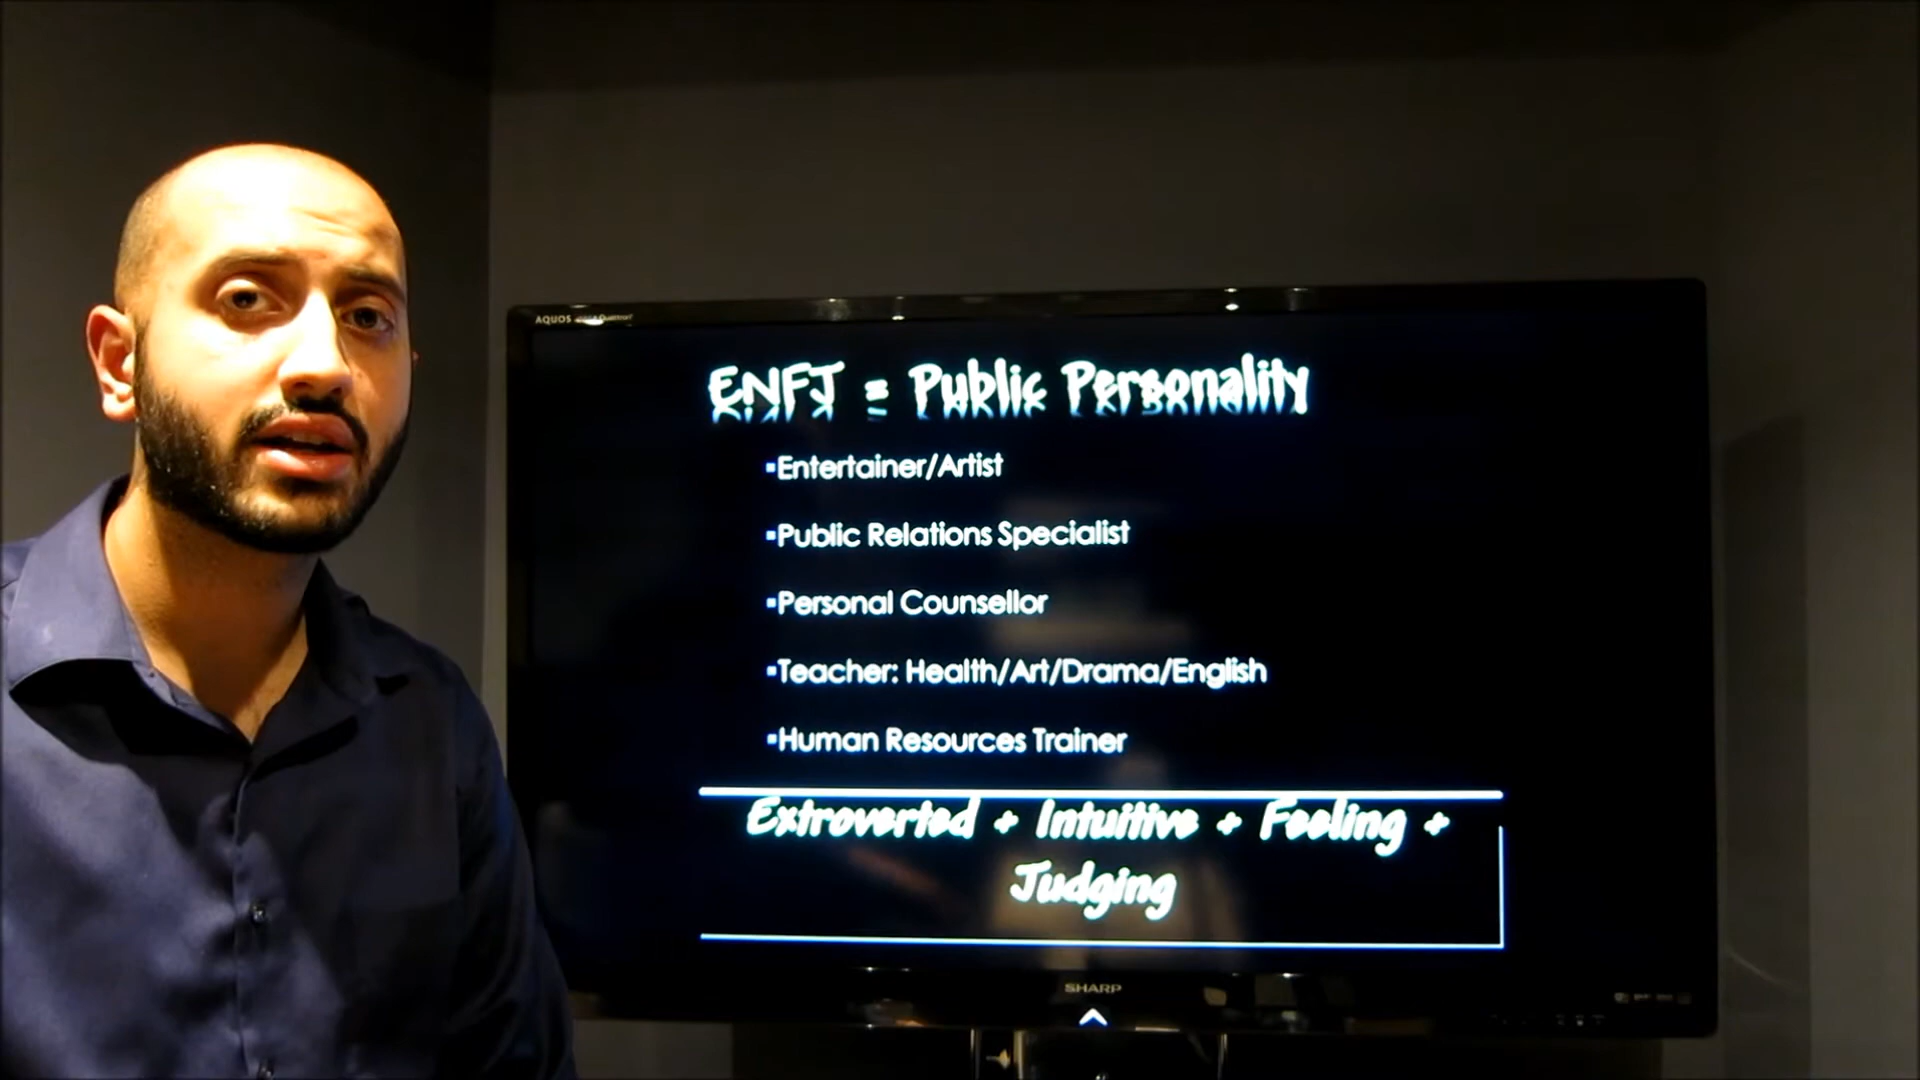 AQUOS Quattron
ENFJ = Public Personality
▪Entertainer/Artist
▪Public Relations Specialist
▪Personal Counsellor
▪Teacher: Health/Art/Drama/English
▪Human Resources Trainer
Extroverted + Intuitive + Feeling +
Judging
SHARP